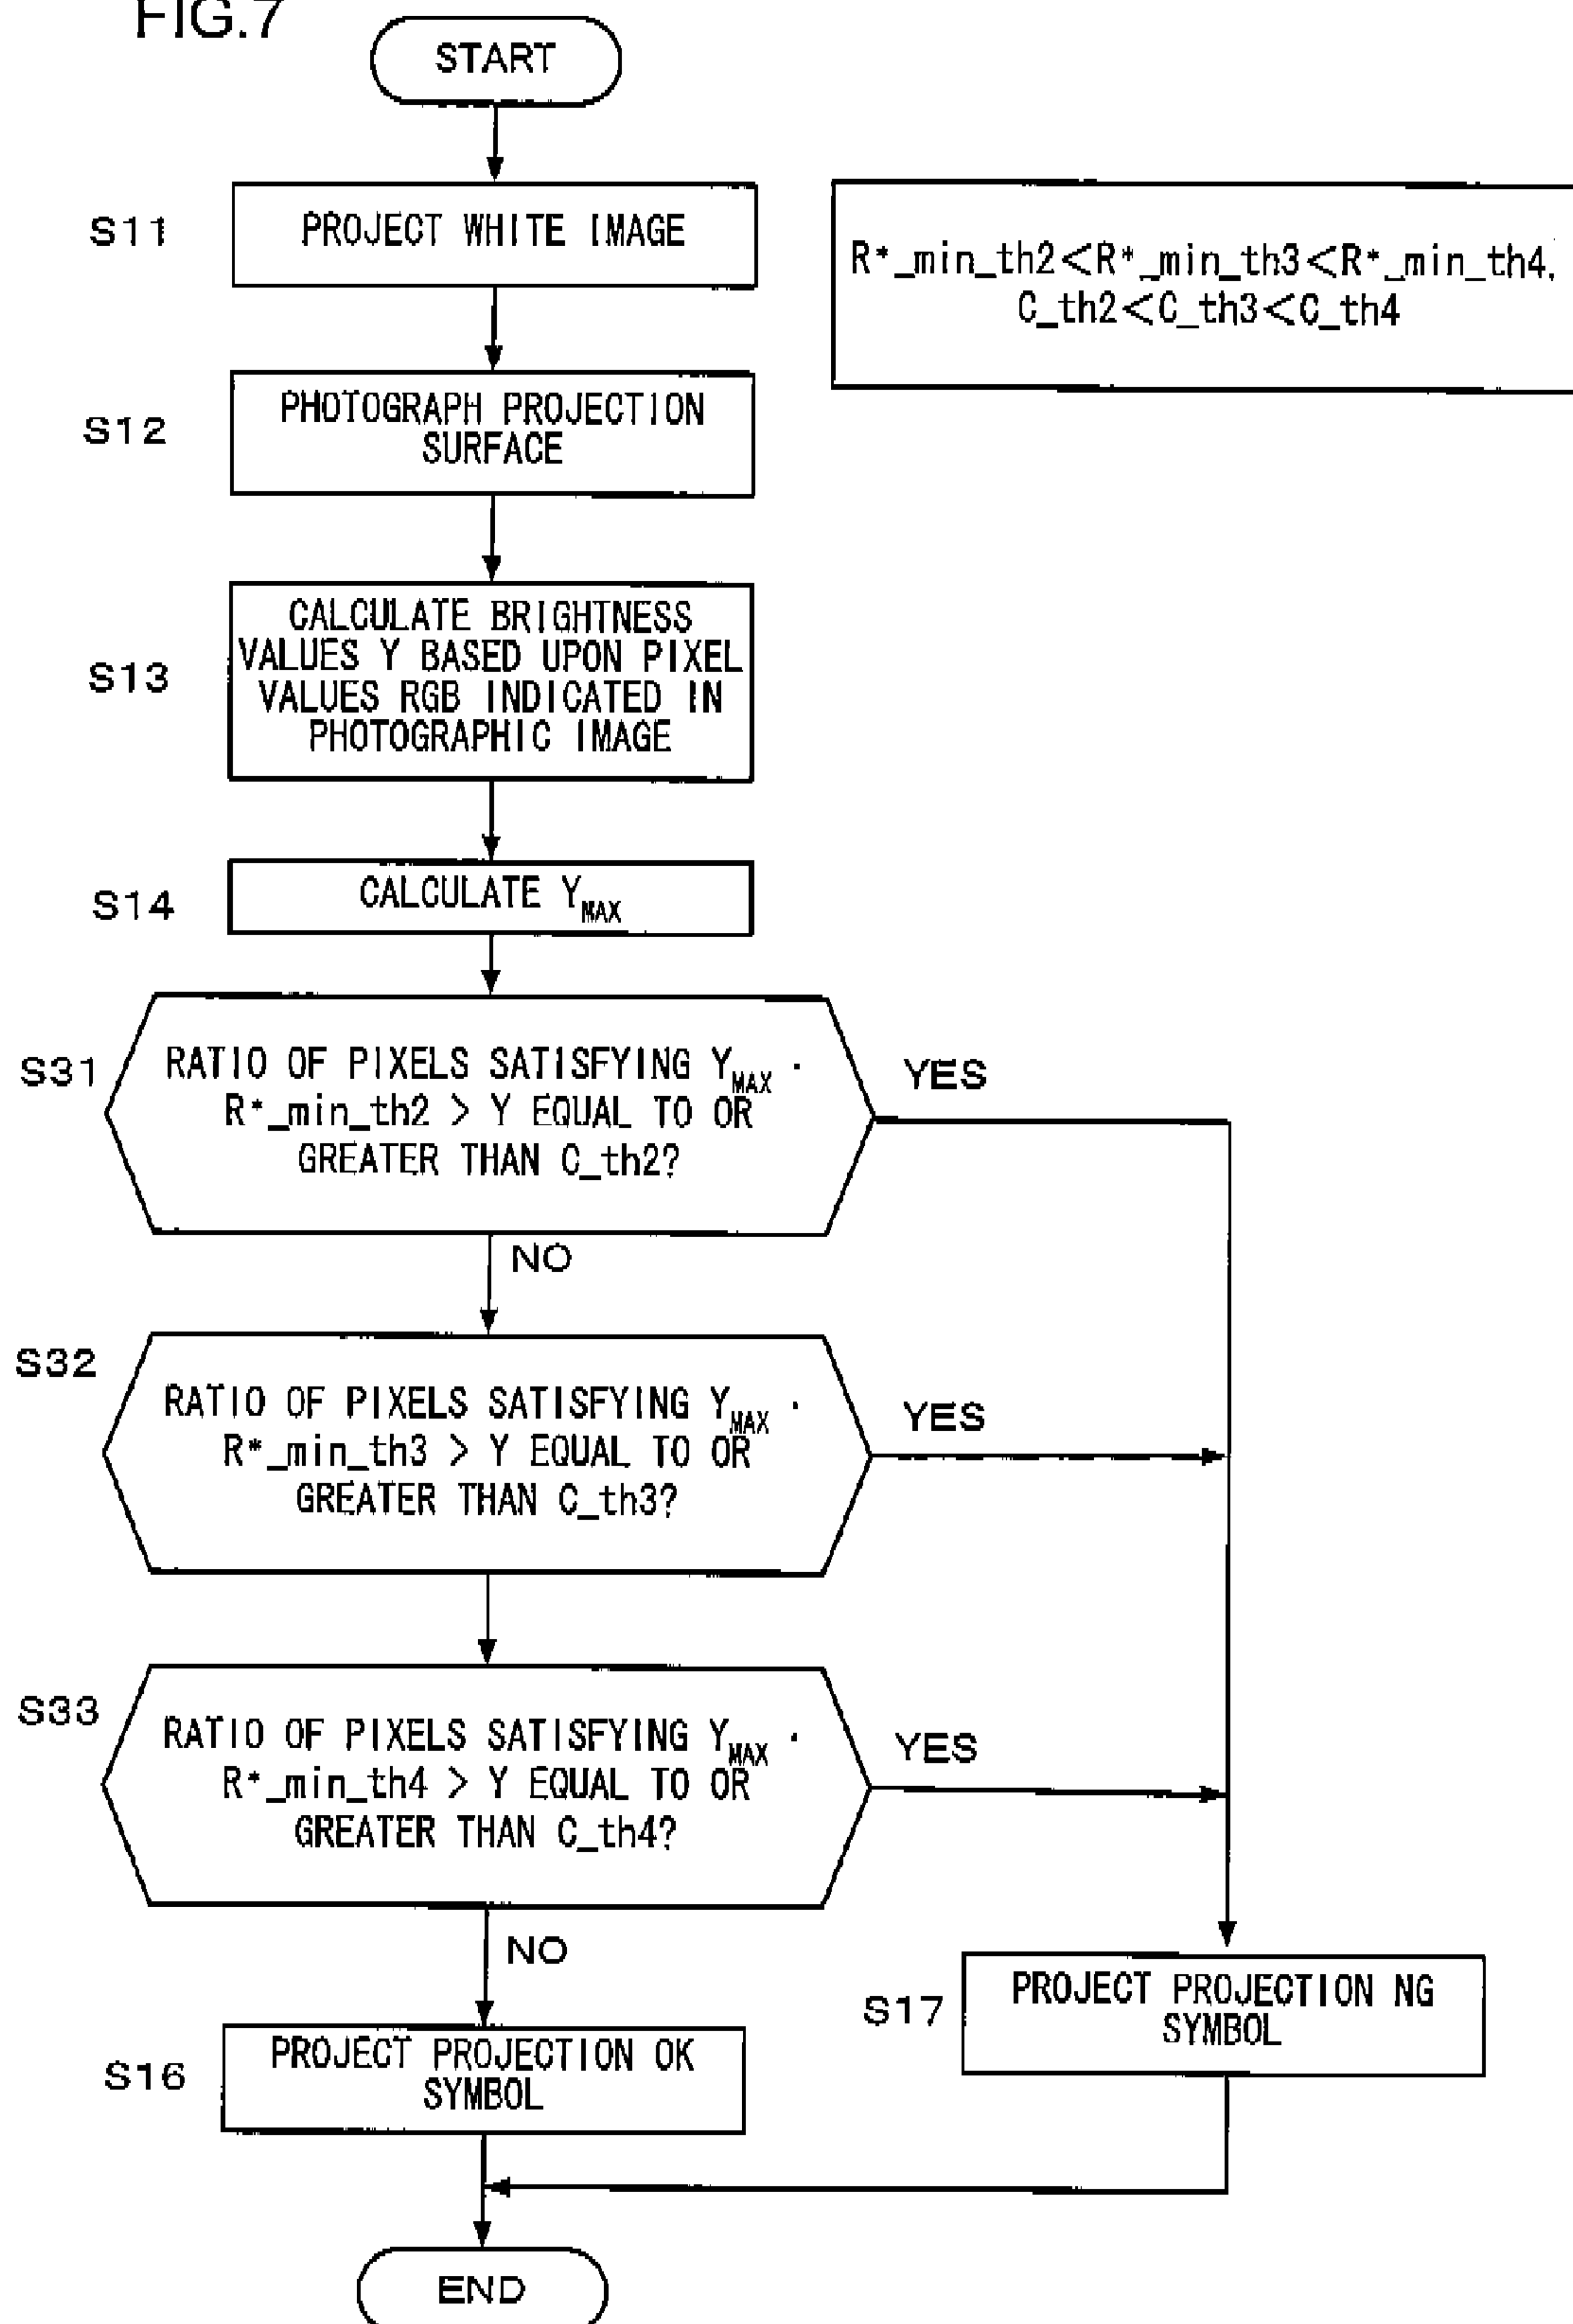 FIG.7
START
S11
PROJECT WHITE IMAGE
R*_min_th2<R*_min_th3<R*_min_th4,
C_th2<C_th3<C_th4
S12
PHOTOGRAPH PROJECTION
SURFACE
S13
CALCULATE BRIGHTNESS
VALUES Y BASED UPON PIXEL
VALUES RGB INDICATED IN
PHOTOGRAPHIC IMAGE
S14
CALCULATE YMAX
S31
RATIO OF PIXELS SATISFYING YMAX ·
R*_min_th2 > Y EQUAL TO OR
GREATER THAN C_th2?
YES
NO
S32
RATIO OF PIXELS SATISFYING YMAX ·
R*_min_th3 > Y EQUAL TO OR
GREATER THAN C_th3?
YES
S33
RATIO OF PIXELS SATISFYING YMAX ·
R*_min_th4 > Y EQUAL TO OR
GREATER THAN C_th4?
YES
NO
S17
PROJECT PROJECTION NG
SYMBOL
S16
PROJECT PROJECTION OK
SYMBOL
END